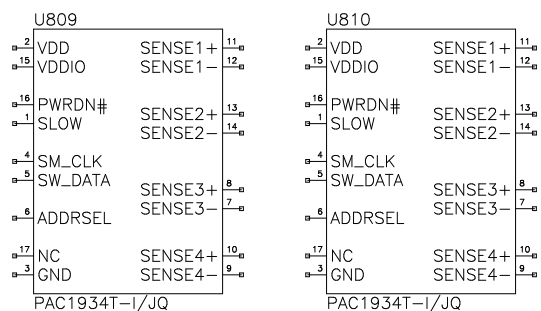 U809
2 VDD SENSE1+ 11
15 VDDIO SENSE1- 12
16 PWRDN# SENSE2+ 13
1 SLOW SENSE2- 14
4 SM_CLK
5 SW_DATA SENSE3+ 8
SENSE3- 7
6 ADDRSEL
17 NC SENSE4+ 10
3 GND SENSE4- 9
PAC1934T-I/JQ
U810
2 VDD SENSE1+ 11
15 VDDIO SENSE1- 12
16 PWRDN# SENSE2+ 13
1 SLOW SENSE2- 14
4 SM_CLK
5 SW_DATA SENSE3+ 8
SENSE3- 7
6 ADDRSEL
17 NC SENSE4+ 10
3 GND SENSE4- 9
PAC1934T-I/JQ